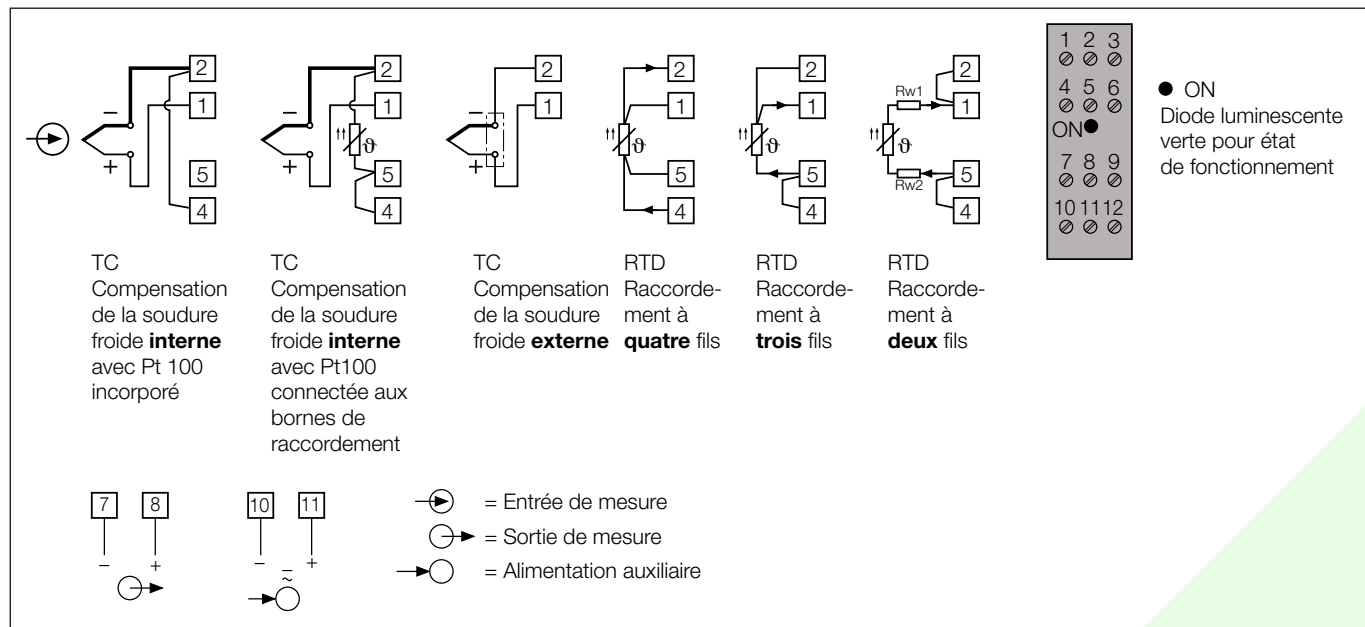 2
1
5
4
−
+
TC
Compensation
de la soudure
froide interne
avec Pt 100
incorporé
2
1
5
4
−
+
ϑ
TC
Compensation
de la soudure
froide interne
avec Pt100
connectée aux
bornes de
raccordement
2
1
−
+
TC
Compensation
de la soudure
froide externe
2
1
5
4
ϑ
RTD
Raccorde-
ment à
quatre fils
2
1
5
4
ϑ
RTD
Raccorde-
ment à
trois fils
2
Rw1
1
ϑ
5
Rw2
4
RTD
Raccorde-
ment à
deux fils
1 2 3
4 5 6
ON
7 8 9
10 11 12
ON
Diode luminescente
verte pour état
de fonctionnement
7 8
− +
10 11
− +
= Entrée de mesure
= Sortie de mesure
= Alimentation auxiliaire